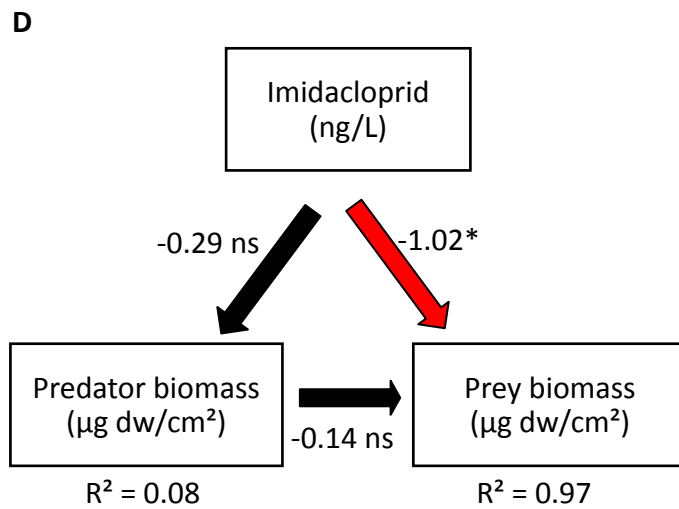 D
Imidacloprid
(ng/L)
-0.29 ns
-1.02*
Predator biomass
(µg dw/cm²)
-0.14 ns
Prey biomass
(µg dw/cm²)
R² = 0.08
R² = 0.97